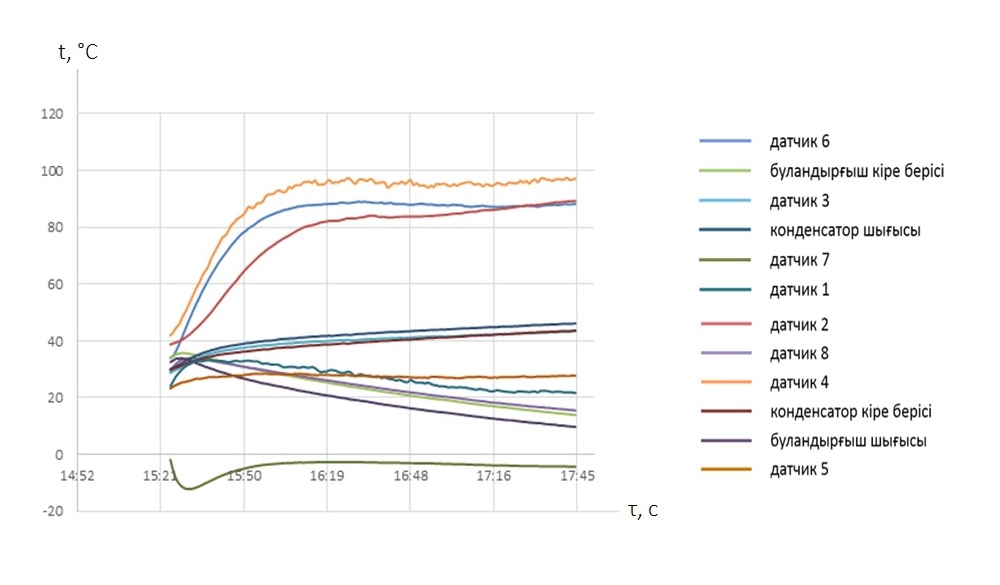 t, °C
120
100
80
60
40
20
0
-20
14:52
15:21
15:50
16:19
16:48
17:16
17:45
τ, с
датчик 6
буландырғыш кіре берісі
датчик 3
конденсатор шығысы
датчик 7
датчик 1
датчик 2
датчик 8
датчик 4
конденсатор кіре берісі
буландырғыш шығысы
датчик 5